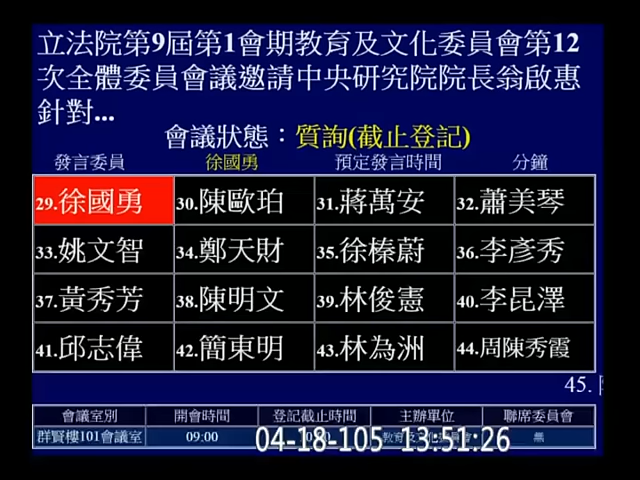 立法院第9屆第1會期教育及文化委員會第12
次全體委員會議邀請中央研究院院長翁啟惠
針對...
會議狀態：質詢(截止登記)
發言委員 徐國勇 預定發言時間 分鐘
29.徐國勇 30.陳歐珀 31.蔣萬安 32.蕭美琴
33.姚文智 34.鄭天財 35.徐榛蔚 36.李彥秀
37.黃秀芳 38.陳明文 39.林俊憲 40.李昆澤
41.邱志偉 42.簡東明 43.林為洲 44.周陳秀霞
45.
會議室別 開會時間 登記截止時間 主辦單位 聯席委員會
群賢樓101會議室 09:00 教育及文化委員會 無
04-18-105 13:51:26